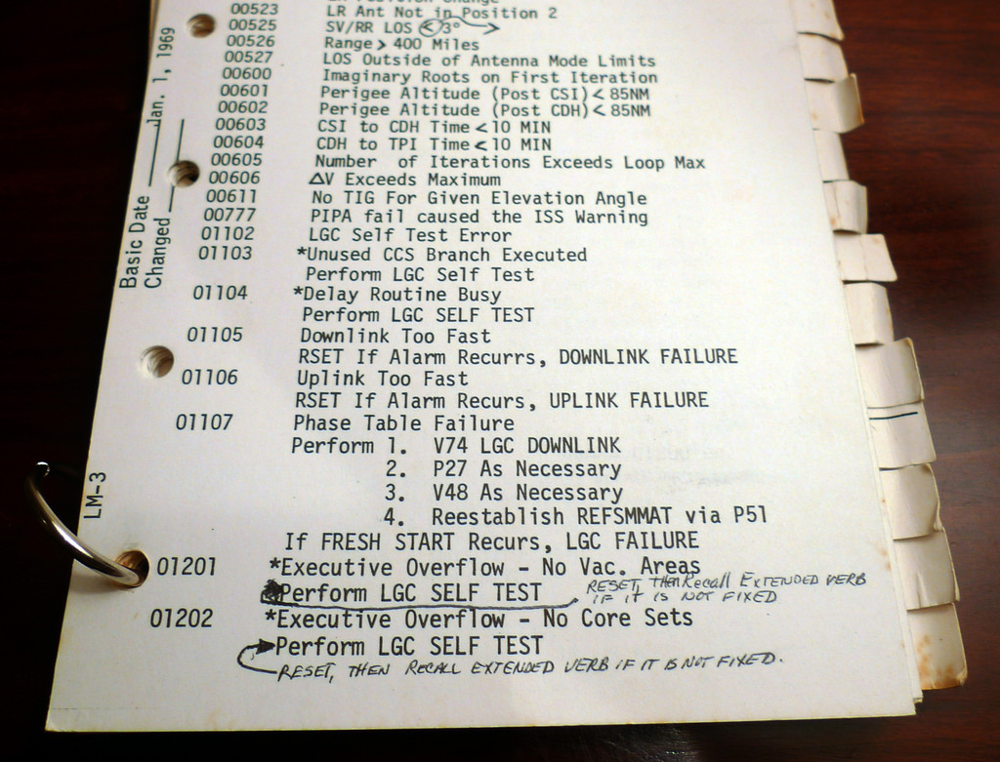 00523 LR Ant Not in Position 2
00525 SV/RR LOS < 3°
00526 Range > 400 Miles
00527 LOS Outside of Antenna Mode Limits
00600 Imaginary Roots on First Iteration
00601 Perigee Altitude (Post CSI) < 85NM
00602 Perigee Altitude (Post CDH) < 85NM
00603 CSI to CDH Time < 10 MIN
00604 CDH to TPI Time < 10 MIN
00605 Number of Iterations Exceeds Loop Max
00606 ΔV Exceeds Maximum
00611 No TIG For Given Elevation Angle
00777 PIPA fail caused the ISS Warning
01102 LGC Self Test Error
01103 *Unused CCS Branch Executed
Perform LGC Self Test
01104 *Delay Routine Busy
Perform LGC SELF TEST
01105 Downlink Too Fast
RSET If Alarm Recurrs, DOWNLINK FAILURE
01106 Uplink Too Fast
RSET If Alarm Recurs, UPLINK FAILURE
01107 Phase Table Failure
Perform 1. V74 LGC DOWNLINK
2. P27 As Necessary
3. V48 As Necessary
4. Reestablish REFSMMAT via P51
If FRESH START Recurs, LGC FAILURE
01201 *Executive Overflow - No Vac. Areas
Perform LGC SELF TEST
RESET, THEN Recall EXTENDED VERB
IF IT IS NOT FIXED
01202 *Executive Overflow - No Core Sets
Perform LGC SELF TEST
RESET, THEN RECALL EXTENDED VERB IF IT IS NOT FIXED.
Basic Date Jan. 1, 1969
Changed
LM-3